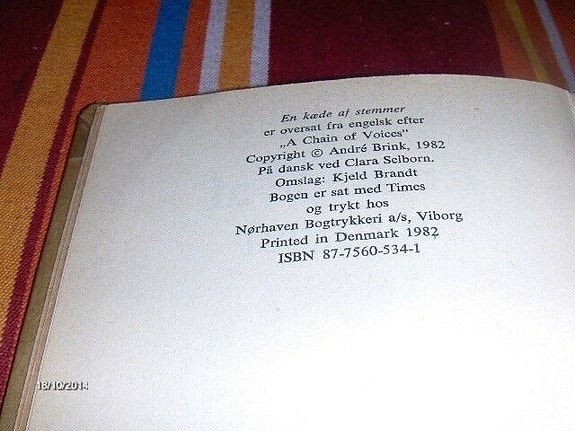 En kæde af stemmer
er oversat fra engelsk efter
„A Chain of Voices”
Copyright © André Brink, 1982
På dansk ved Clara Selborn.
Omslag: Kjeld Brandt
Bogen er sat med Times
og trykt hos
Nørhaven Bogtrykkeri a/s, Viborg
Printed in Denmark 1982
ISBN 87-7560-534-1
18/10/2014